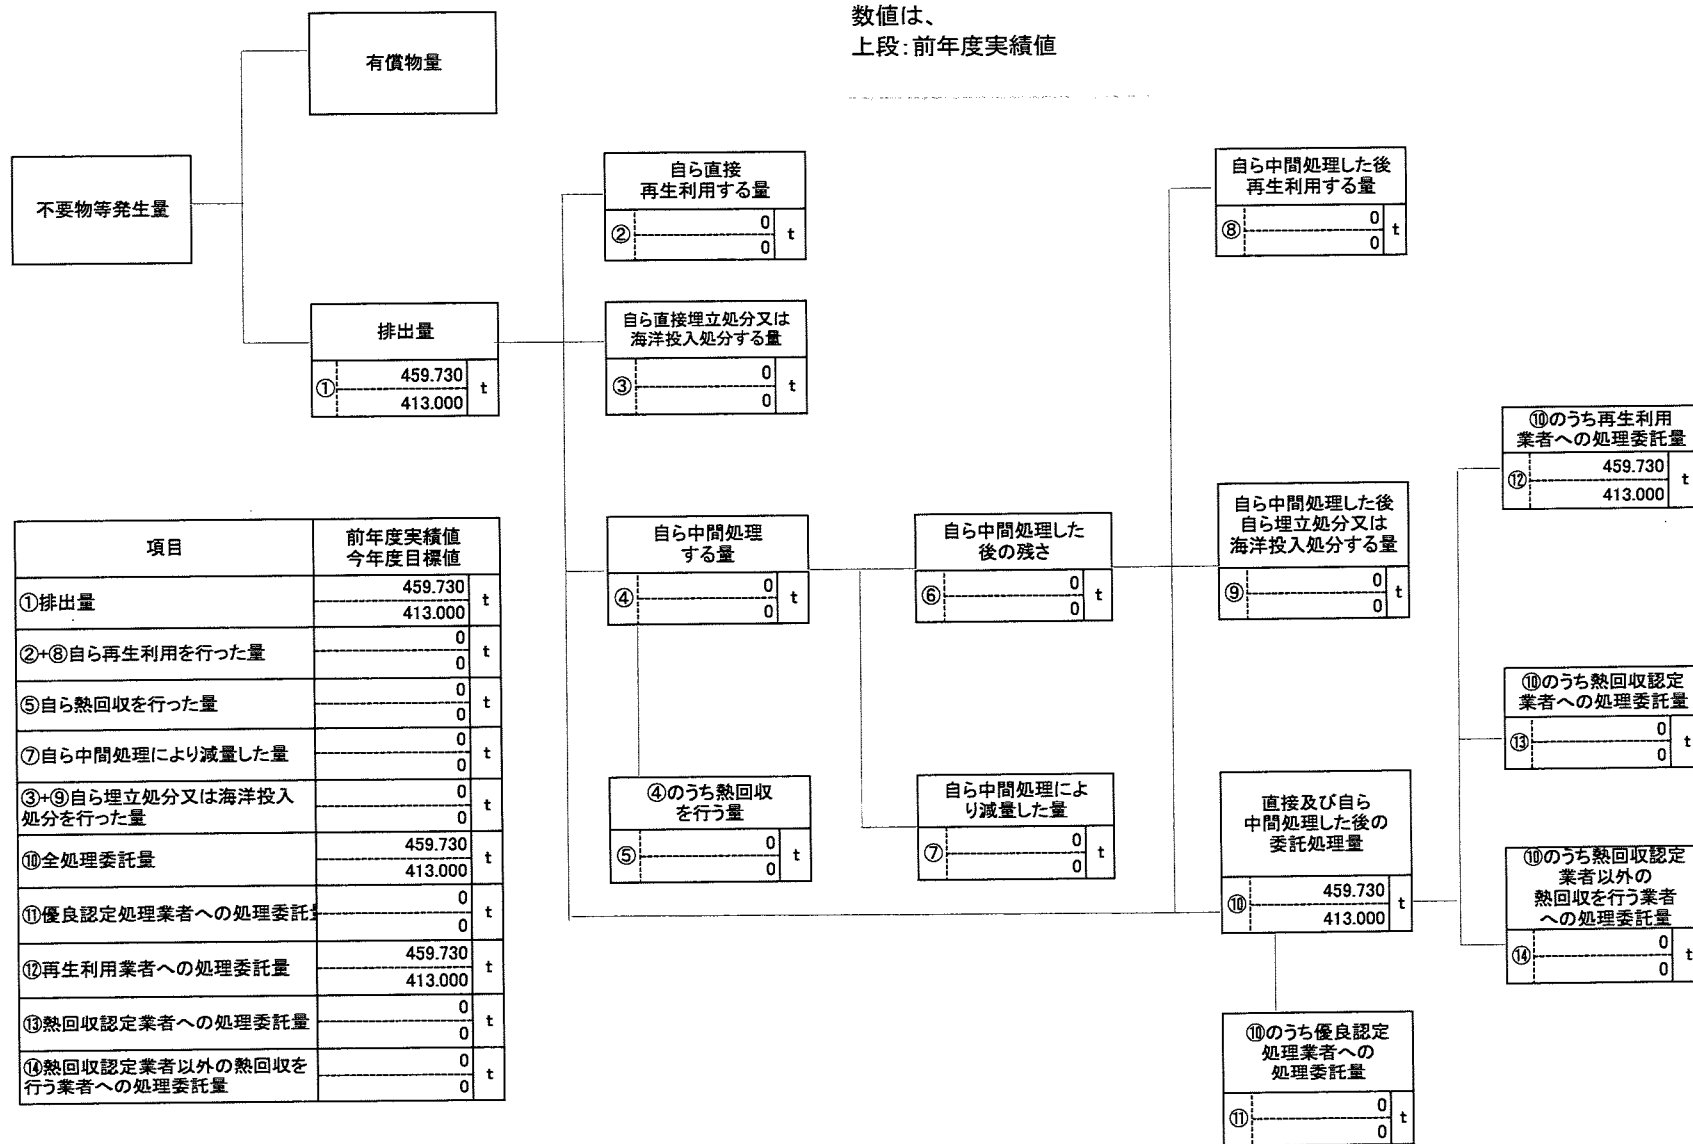 数値は、
上段:前年度実績値
有償物量
不要物等発生量
排出量
① 459.730 t
413.000
自ら直接
再生利用する量
② 0 t
0
自ら直接埋立処分又は
海洋投入処分する量
③ 0 t
0
自ら中間処理
する量
④ 0 t
0
④のうち熱回収
を行う量
⑤ 0 t
0
自ら中間処理した
後の残さ
⑥ 0 t
0
自ら中間処理によ
り減量した量
⑦ 0 t
0
自ら中間処理した後
再生利用する量
⑧ 0 t
0
自ら中間処理した後
自ら埋立処分又は
海洋投入処分する量
⑨ 0 t
0
直接及び自ら
中間処理した後の
委託処理量
⑩ 459.730 t
413.000
⑩のうち優良認定
処理業者への
処理委託量
⑪ 0 t
0
⑩のうち再生利用
業者への処理委託量
⑫ 459.730 t
413.000
⑩のうち熱回収認定
業者への処理委託量
⑬ 0 t
0
⑩のうち熱回収認定
業者以外の
熱回収を行う業者
への処理委託量
⑭ 0 t
0
項目 前年度実績値
今年度目標値
①排出量 459.730 t
413.000
②+⑧自ら再生利用を行った量 0 t
0
⑤自ら熱回収を行った量 0 t
0
⑦自ら中間処理により減量した量 0 t
0
③+⑨自ら埋立処分又は海洋投入
処分を行った量 0 t
0
⑩全処理委託量 459.730 t
413.000
⑪優良認定処理業者への処理委託 0 t
0
⑫再生利用業者への処理委託量 459.730 t
413.000
⑬熱回収認定業者への処理委託量 0 t
0
⑭熱回収認定業者以外の熱回収を
行う業者への処理委託量 0 t
0